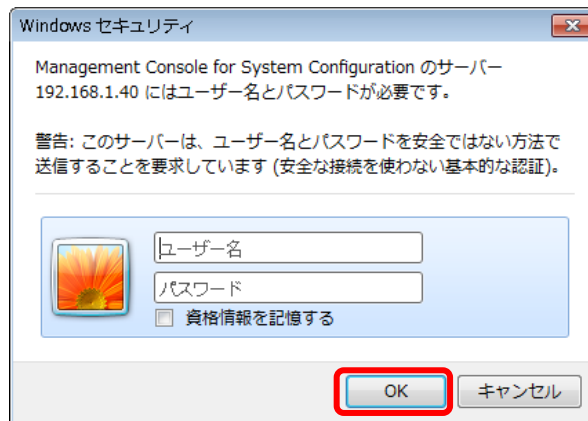 Windows セキュリティ
Management Console for System Configuration のサーバー
192.168.1.40 にはユーザー名とパスワードが必要です。
警告: このサーバーは、ユーザー名とパスワードを安全ではない方法で
送信することを要求しています (安全な接続を使わない基本的な認証)。
ユーザー名
パスワード
資格情報を記憶する
OK
キャンセル